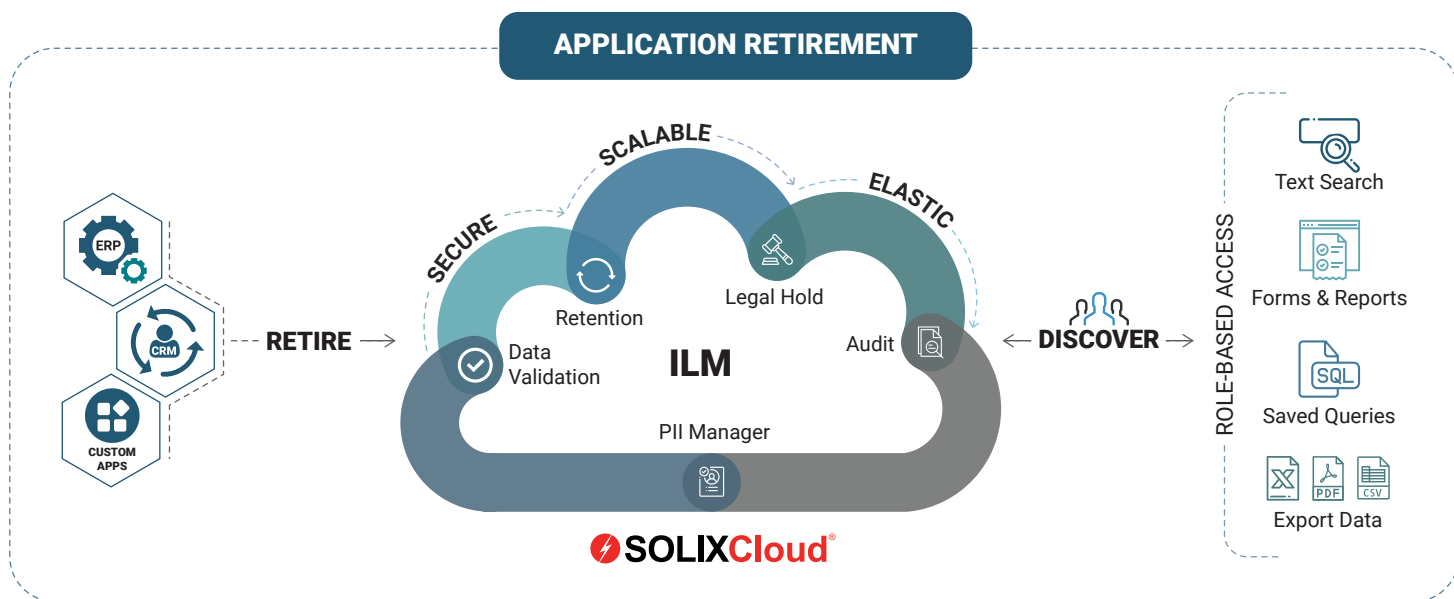 APPLICATION RETIREMENT
ERP
CRM
CUSTOM
APPS
RETIRE
SECURE
SCALABLE
ELASTIC
Data
Validation
Retention
Legal Hold
Audit
ILM
PII Manager
SOLIXCloud®
DISCOVER
ROLE-BASED ACCESS
Text Search
Forms & Reports
SQL
Saved Queries
X
PDF
CSV
Export Data